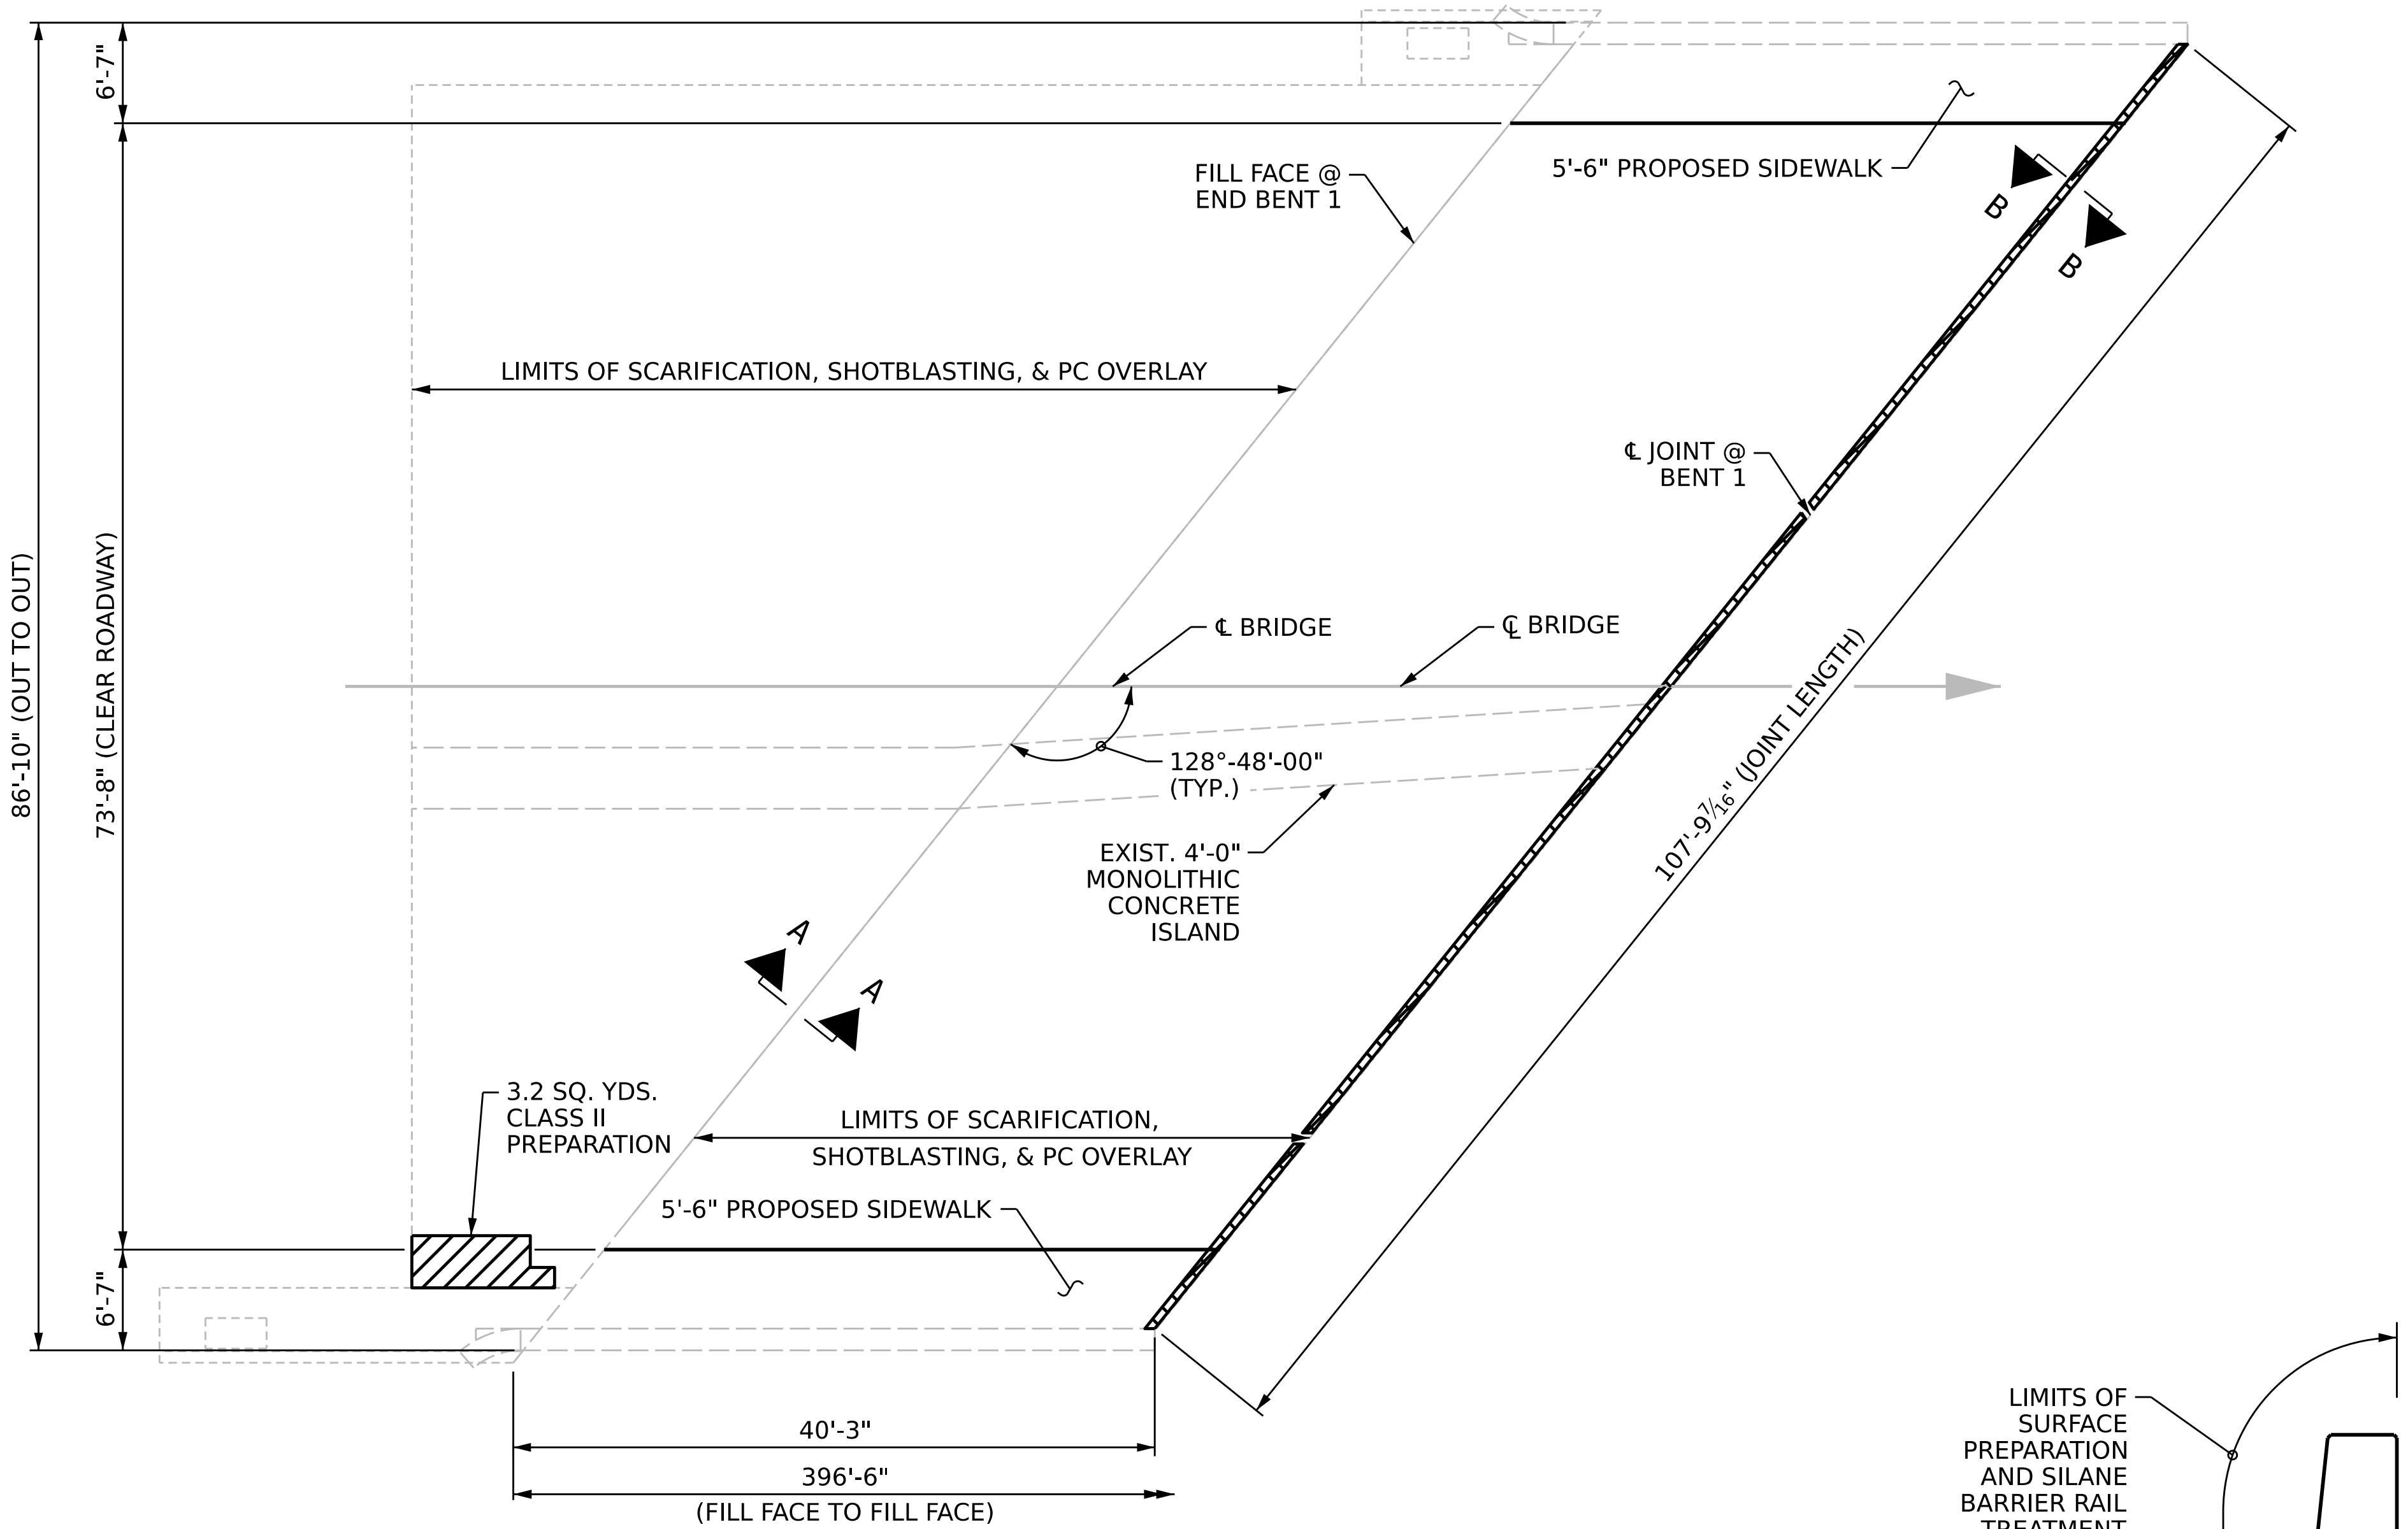 6'-7"
5'-6" PROPOSED SIDEWALK
FILL FACE @
END BENT 1
B
B
LIMITS OF SCARIFICATION, SHOTBLASTING, & PC OVERLAY
℄ JOINT @
BENT 1
86'-10" (OUT TO OUT)
73'-8" (CLEAR ROADWAY)
℄ BRIDGE
℄ BRIDGE
128°-48'-00"
(TYP.)
107'-9 7/16" (JOINT LENGTH)
EXIST. 4'-0"
MONOLITHIC
CONCRETE
ISLAND
A
A
3.2 SQ. YDS.
CLASS II
PREPARATION
LIMITS OF SCARIFICATION,
SHOTBLASTING, & PC OVERLAY
5'-6" PROPOSED SIDEWALK
6'-7"
40'-3"
396'-6"
(FILL FACE TO FILL FACE)
LIMITS OF
SURFACE
PREPARATION
AND SILANE
BARRIER RAIL
TREATMENT